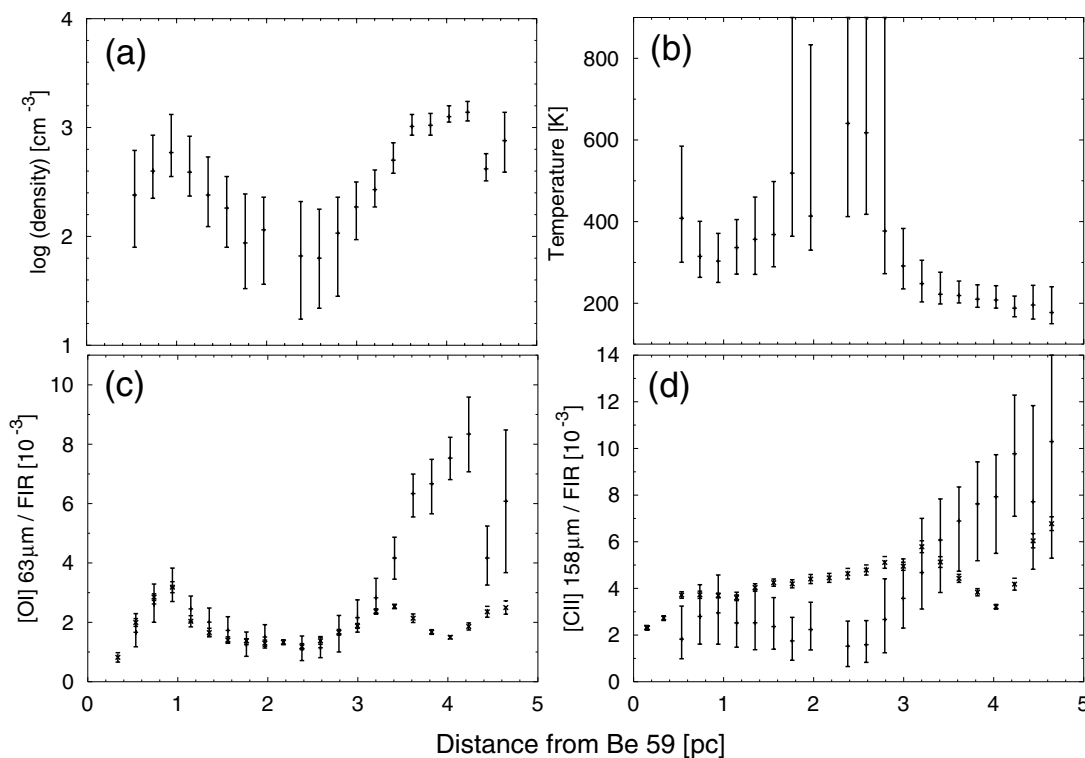 (a)
log (density) [cm⁻³]
4
3
2
1
(b)
Temperature [K]
800
600
400
200
(c)
[OI] 63μm / FIR [10⁻³]
10
8
6
4
2
0
0 1 2 3 4 5
(d)
[CII] 158μm / FIR [10⁻³]
14
12
10
8
6
4
2
0
0 1 2 3 4 5
Distance from Be 59 [pc]